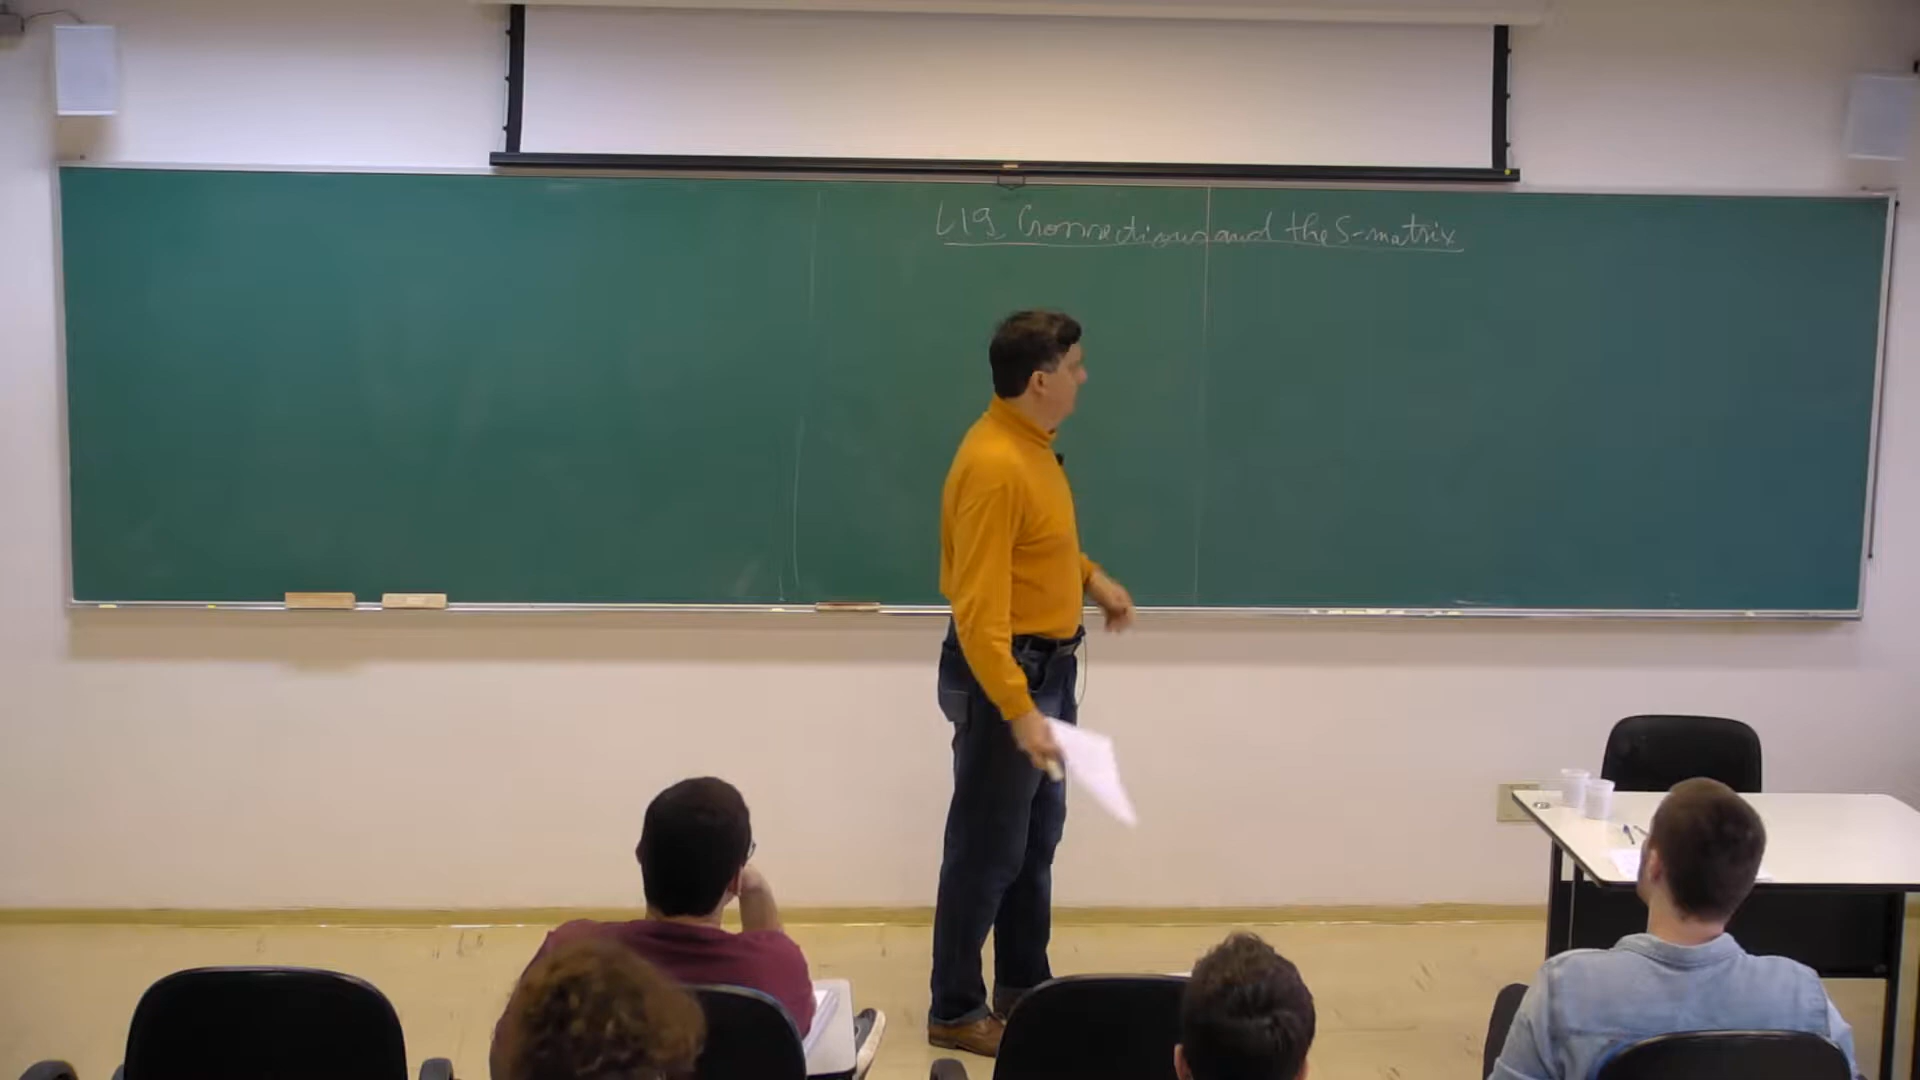 L19. Connections and the S-matrix